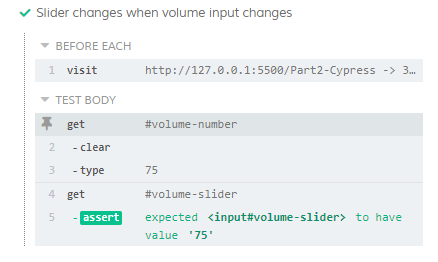 Slider changes when volume input changes
BEFORE EACH
1 visit http://127.0.0.1:5500/Part2-Cypress -> 3…
TEST BODY
get #volume-number
2 -clear
3 -type 75
4 get #volume-slider
5 -assert expected <input#volume-slider> to have
value '75'